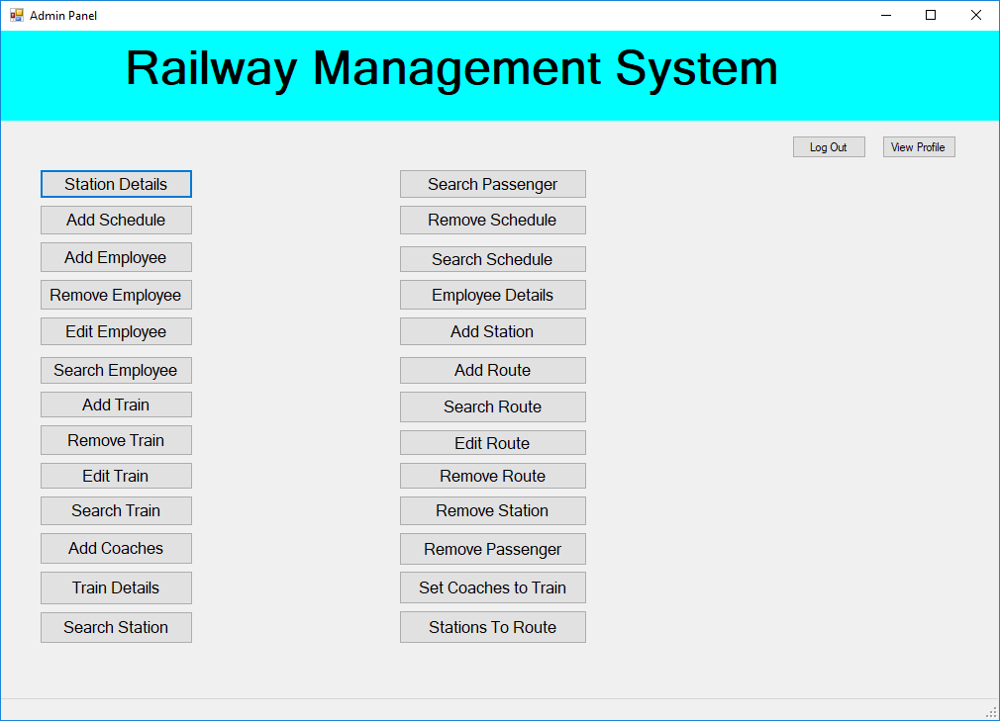 Admin Panel
Railway Management System
Log Out
View Profile
Station Details
Add Schedule
Add Employee
Remove Employee
Edit Employee
Search Employee
Add Train
Remove Train
Edit Train
Search Train
Add Coaches
Train Details
Search Station
Search Passenger
Remove Schedule
Search Schedule
Employee Details
Add Station
Add Route
Search Route
Edit Route
Remove Route
Remove Station
Remove Passenger
Set Coaches to Train
Stations To Route